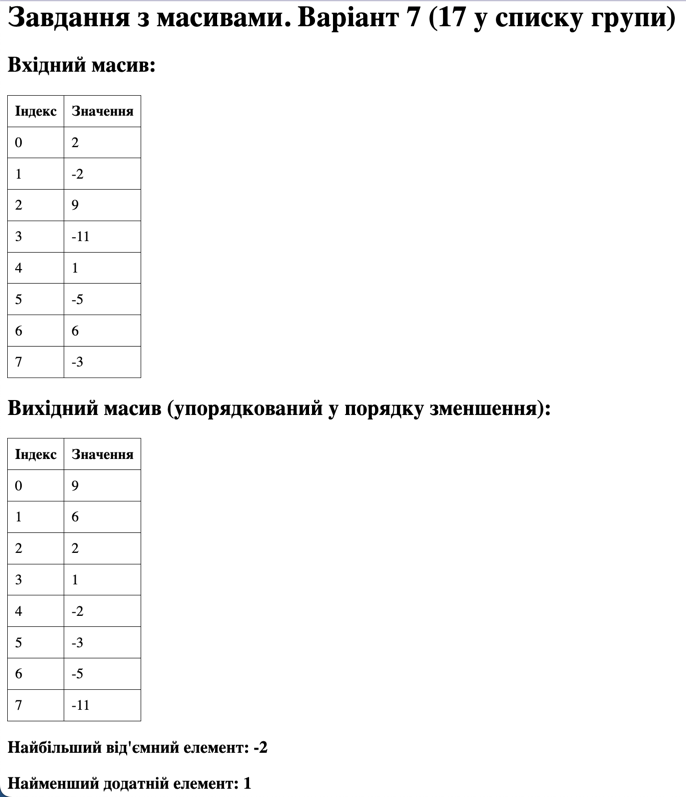 Завдання з масивами. Варіант 7 (17 у списку групи)
Вхідний масив:
Індекс Значення
0 2
1 -2
2 9
3 -11
4 1
5 -5
6 6
7 -3
Вихідний масив (упорядкований у порядку зменшення):
Індекс Значення
0 9
1 6
2 2
3 1
4 -2
5 -3
6 -5
7 -11
Найбільший від'ємний елемент: -2
Найменший додатній елемент: 1